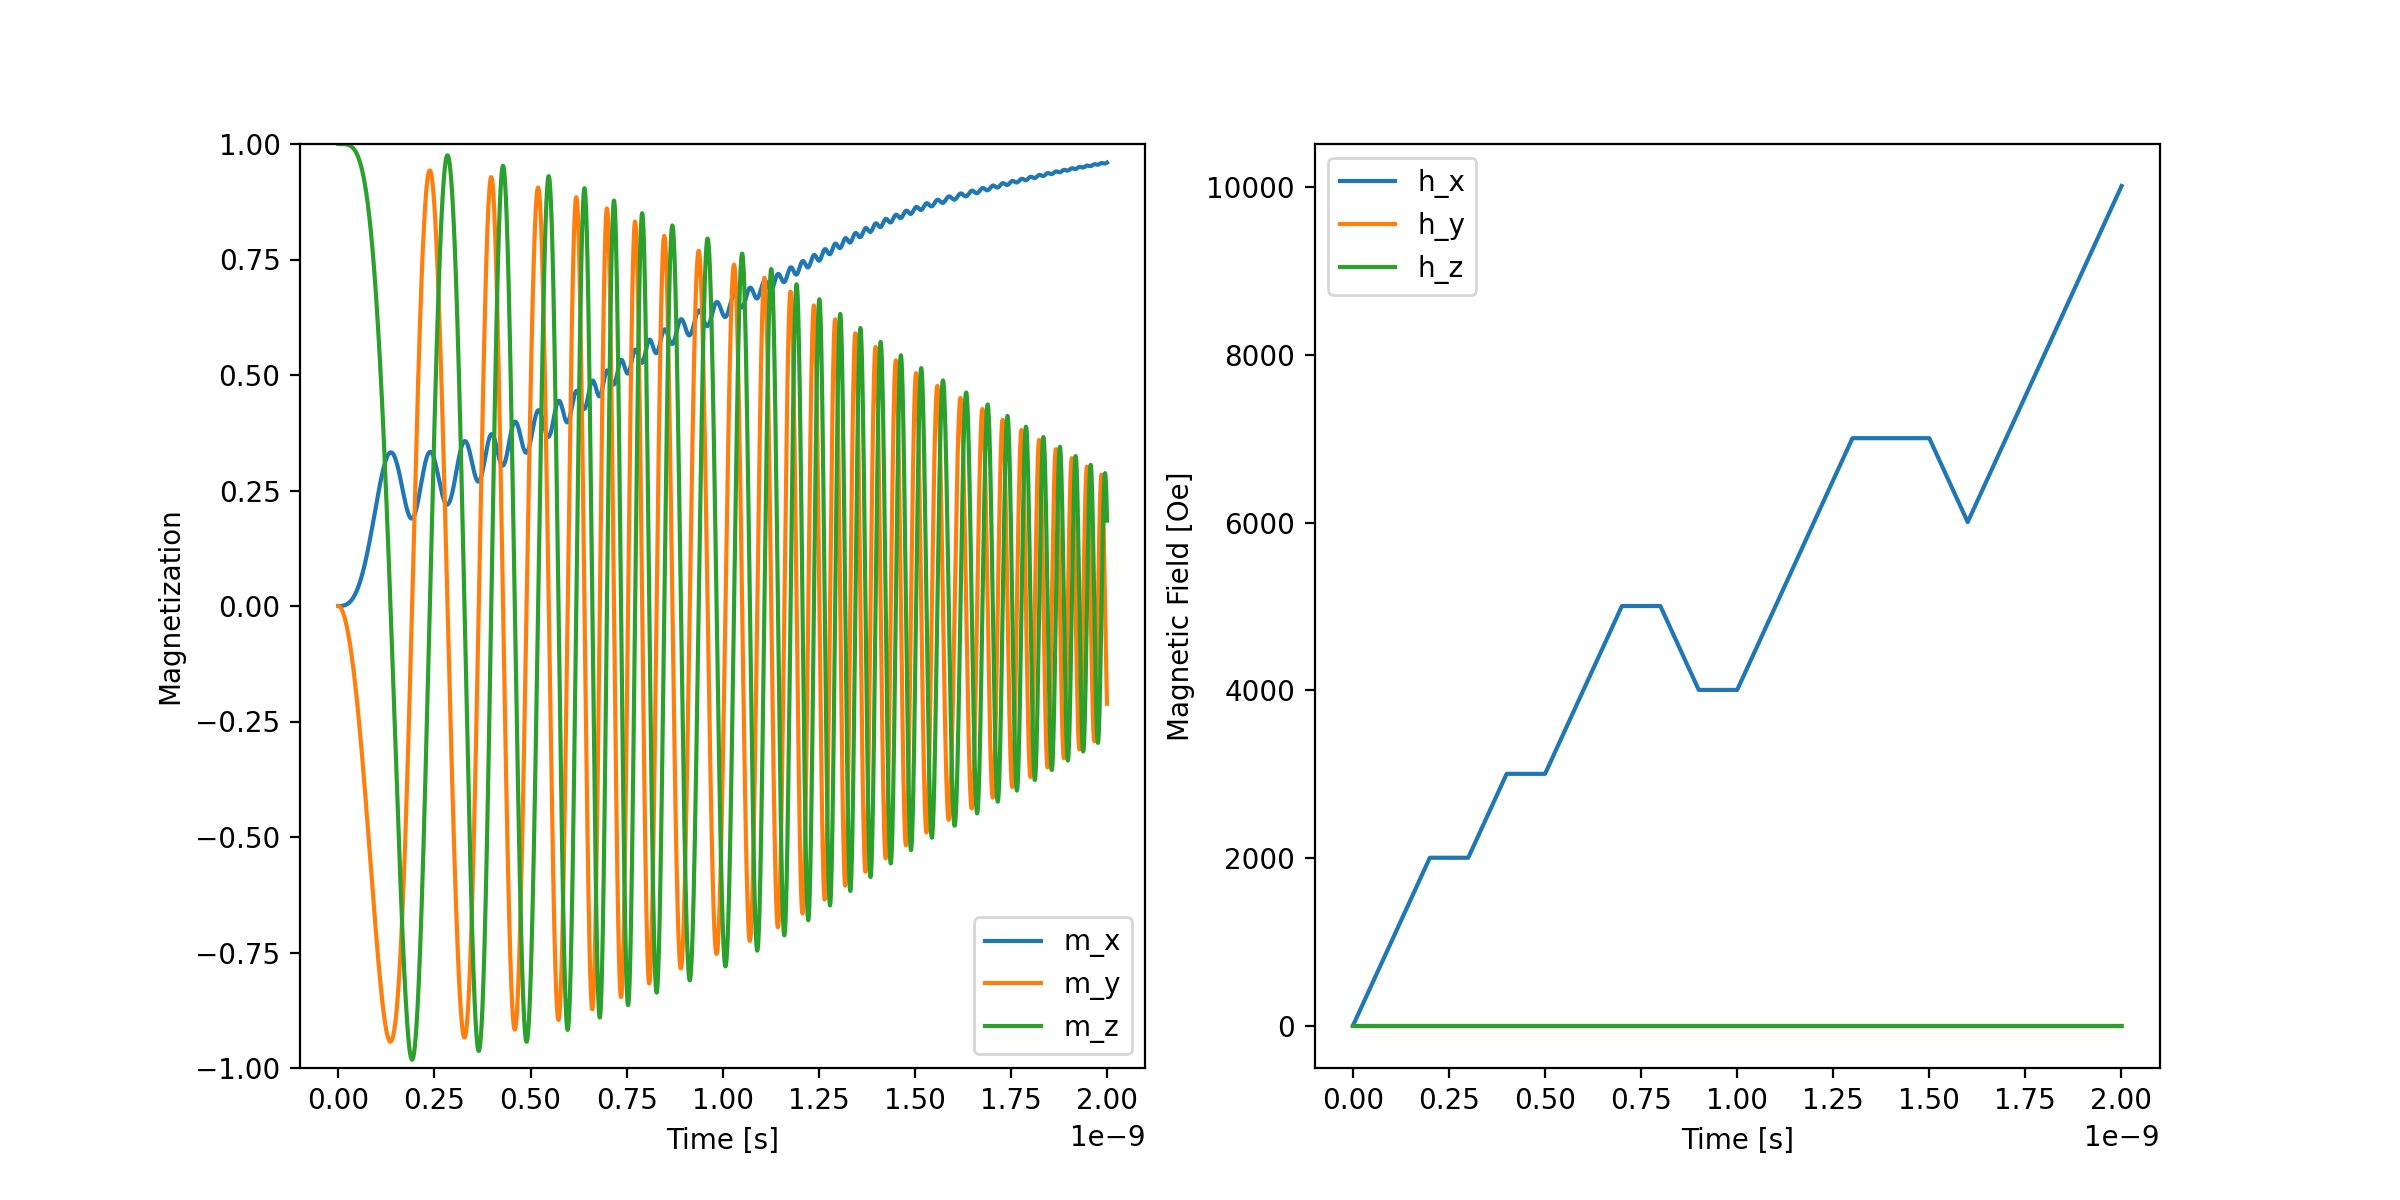 1.00
0.75
0.50
0.25
0.00
−0.25
−0.50
−0.75
−1.00
Magnetization
m_x
m_y
m_z
0.00 0.25 0.50 0.75 1.00 1.25 1.50 1.75 2.00
Time [s]
1e−9
10000
8000
6000
4000
2000
0
Magnetic Field [Oe]
h_x
h_y
h_z
0.00 0.25 0.50 0.75 1.00 1.25 1.50 1.75 2.00
Time [s]
1e−9